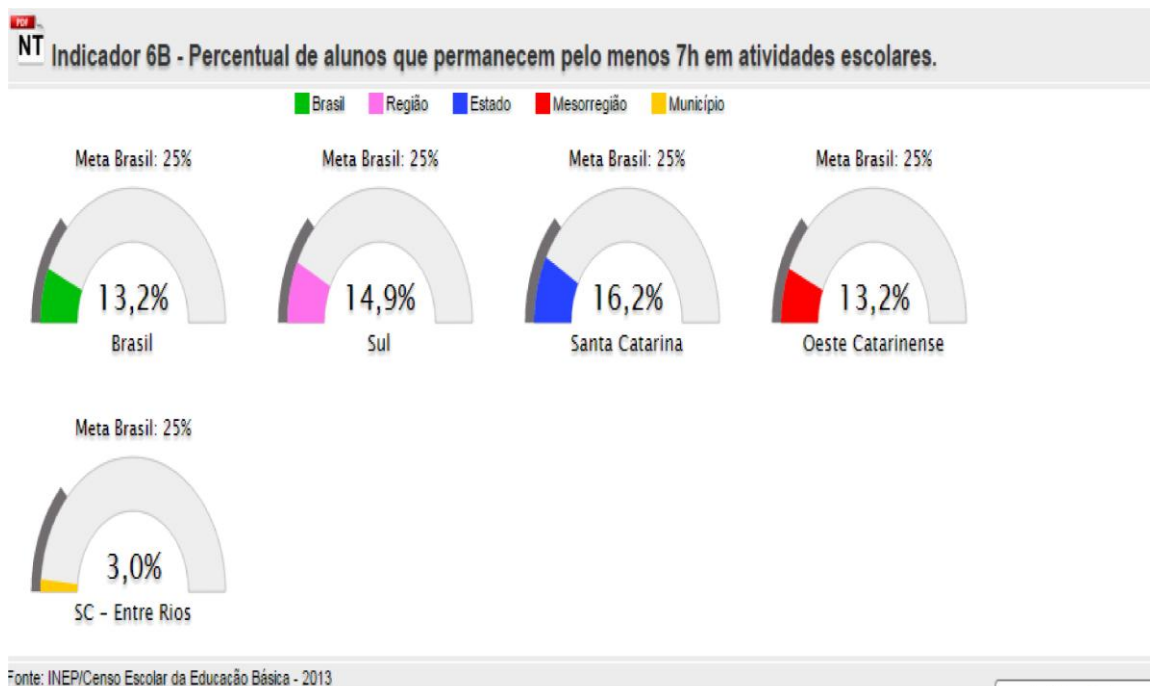 PDF
NT Indicador 6B - Percentual de alunos que permanecem pelo menos 7h em atividades escolares.
Brasil Região Estado Mesorregião Município
Meta Brasil: 25% Meta Brasil: 25% Meta Brasil: 25% Meta Brasil: 25%
13,2% 14,9% 16,2% 13,2%
Brasil Sul Santa Catarina Oeste Catarinense
Meta Brasil: 25%
3,0%
SC - Entre Rios
Fonte: INEP/Censo Escolar da Educação Básica - 2013